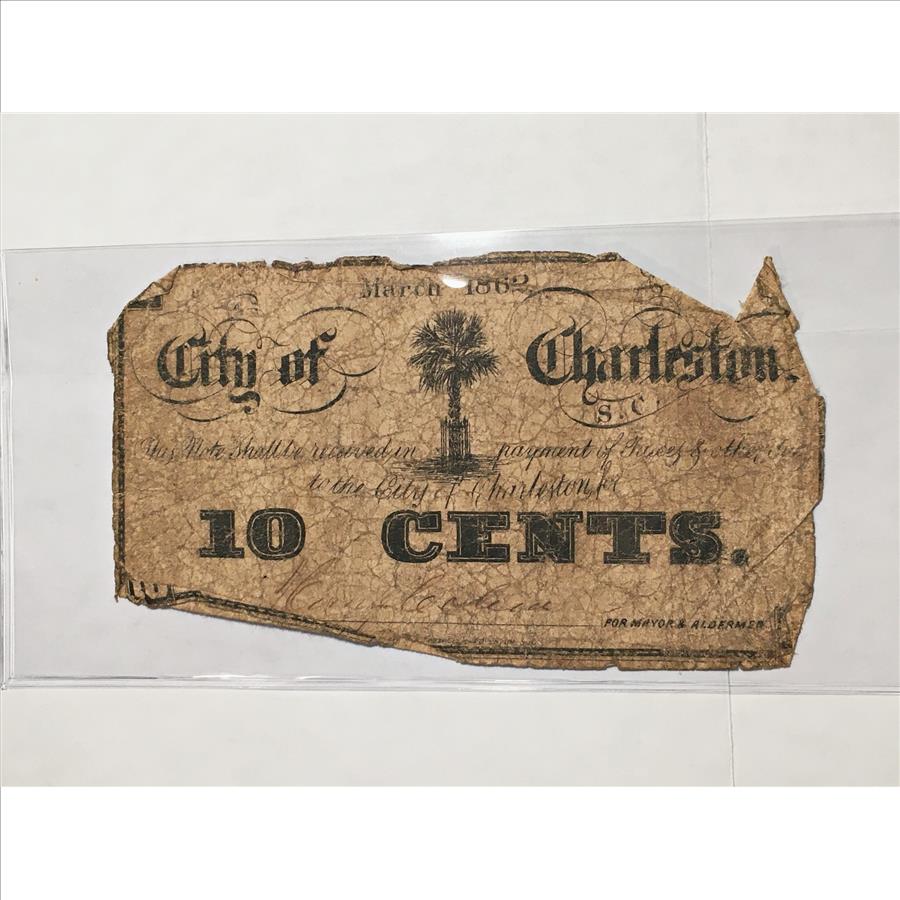 March 1862
City of Charleston.
S.C
This Note Shall be received in payment of Taxes & other
to the City of Charleston for
10 CENTS.
FOR MAYOR & ALDERMEN